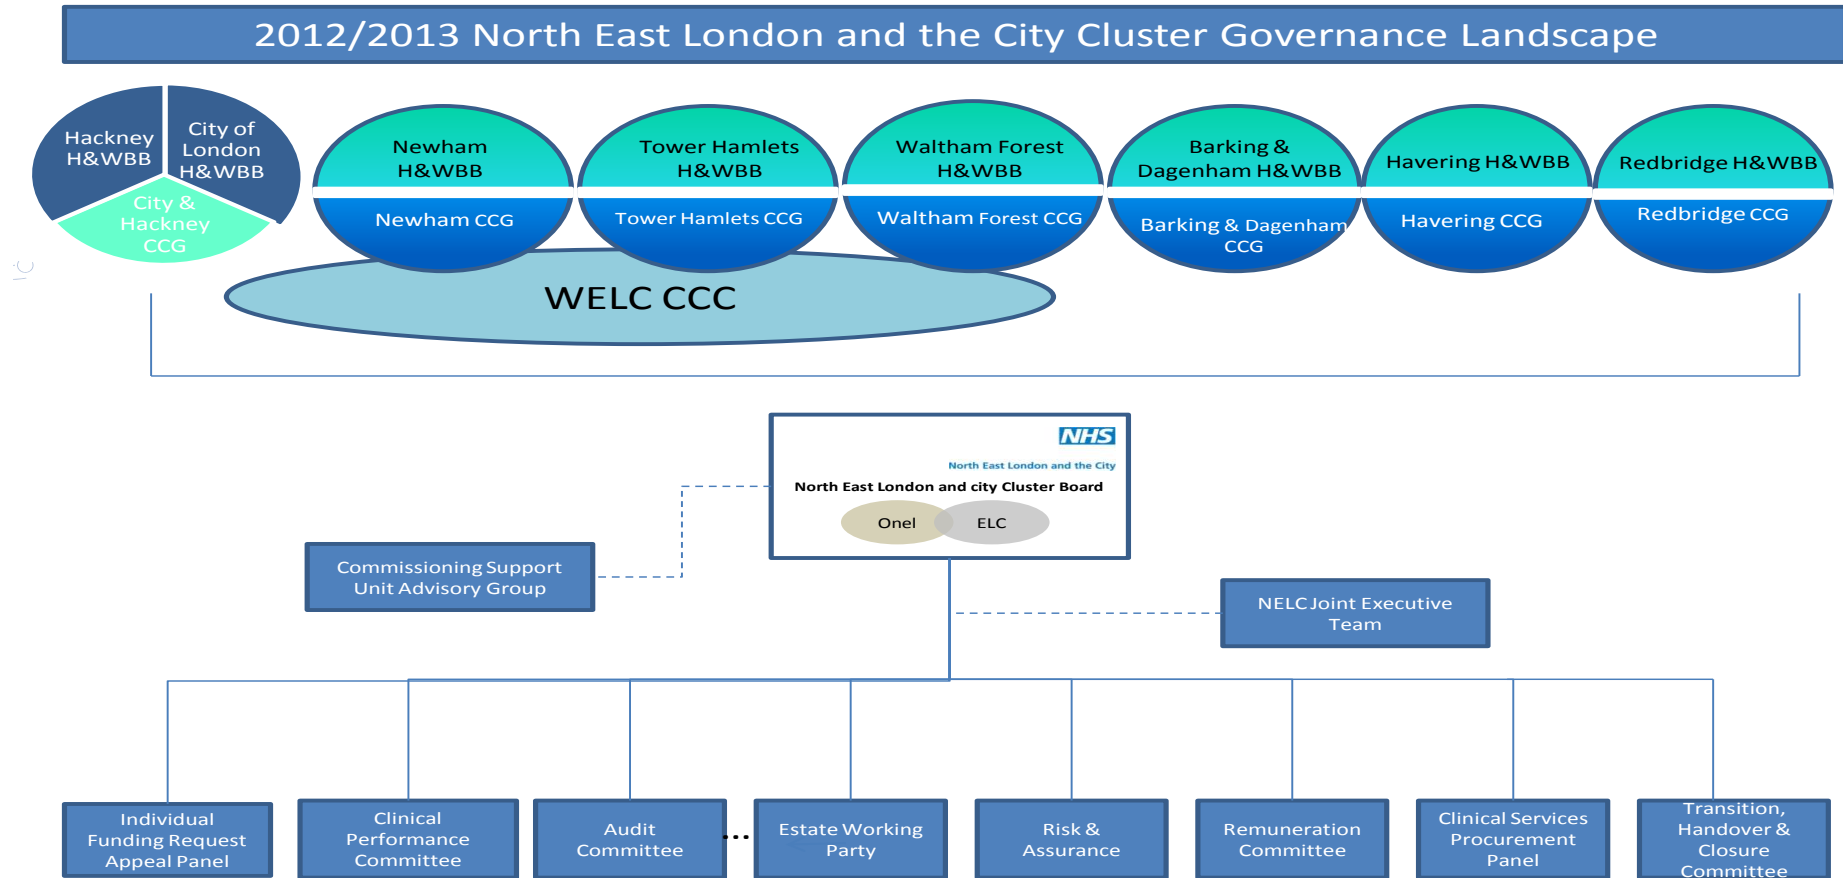 2012/2013 North East London and the City Cluster Governance Landscape
Hackney
H&WBB
City of
London
H&WBB
City &
Hackney
CCG
Newham
H&WBB
Newham CCG
Tower Hamlets
H&WBB
Tower Hamlets CCG
Waltham Forest
H&WBB
Waltham Forest CCG
Barking &
Dagenham H&WBB
Barking & Dagenham
CCG
Havering H&WBB
Havering CCG
Redbridge H&WBB
Redbridge CCG
WELC CCC
NHS
North East London and the City
North East London and city Cluster Board
Onel
ELC
Commissioning Support
Unit Advisory Group
NELC Joint Executive
Team
Individual
Funding Request
Appeal Panel
Clinical
Performance
Committee
Audit
Committee
...
Estate Working
Party
Risk &
Assurance
Remuneration
Committee
Clinical Services
Procurement
Panel
Transition,
Handover &
Closure
Committee